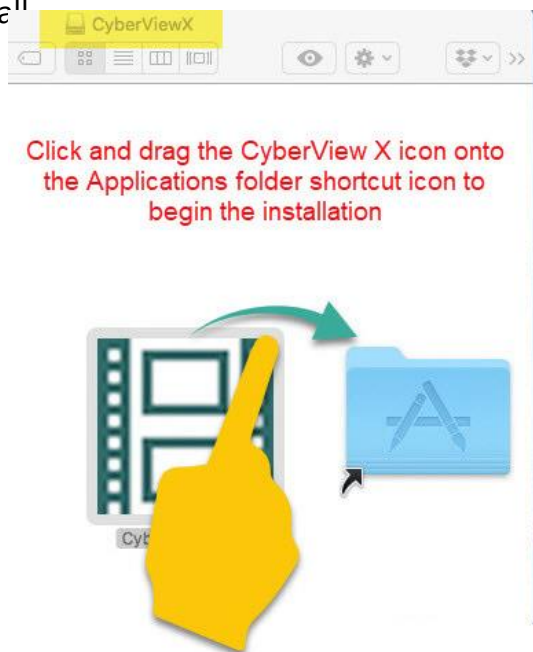 CyberViewX
Click and drag the CyberView X icon onto
the Applications folder shortcut icon to
begin the installation